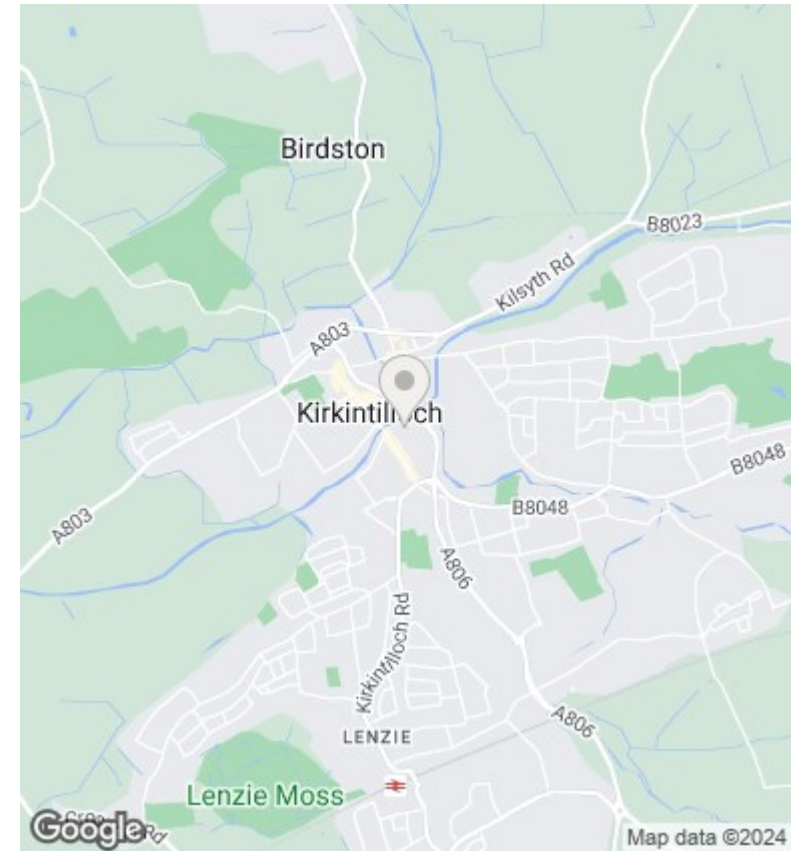 Birdston
B8023
Kilsyth Rd
A803
Kirkintilloch
B8048
A803
B8048
A806
Kirkintilloch Rd
A806
LENZIE
Lenzie Moss
Rd
Google
Map data ©2024